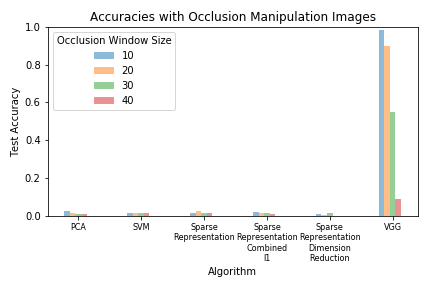 Accuracies with Occlusion Manipulation Images
Test Accuracy
1.0
0.8
0.6
0.4
0.2
0.0
Occlusion Window Size
10
20
30
40
PCA
SVM
Sparse
Representation
Sparse
Representation
Combined
l1
Sparse
Representation
Dimension
Reduction
VGG
Algorithm